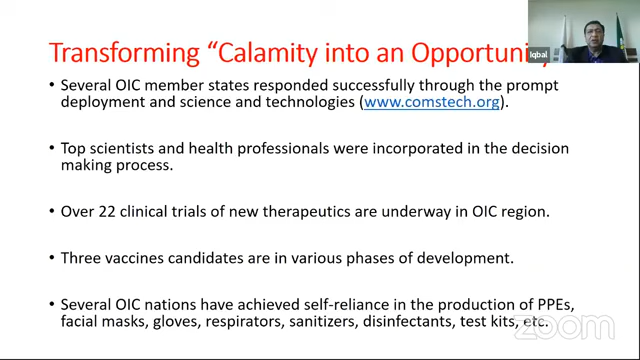 Transforming “Calamity into an Opportunity
Iqbal
• Several OIC member states responded successfully through the prompt
deployment and science and technologies (www.comstech.org).
• Top scientists and health professionals were incorporated in the decision
making process.
• Over 22 clinical trials of new therapeutics are underway in OIC region.
• Three vaccines candidates are in various phases of development.
• Several OIC nations have achieved self-reliance in the production of PPEs,
facial masks, gloves, respirators, sanitizers, disinfectants, test kits, etc.
zoom